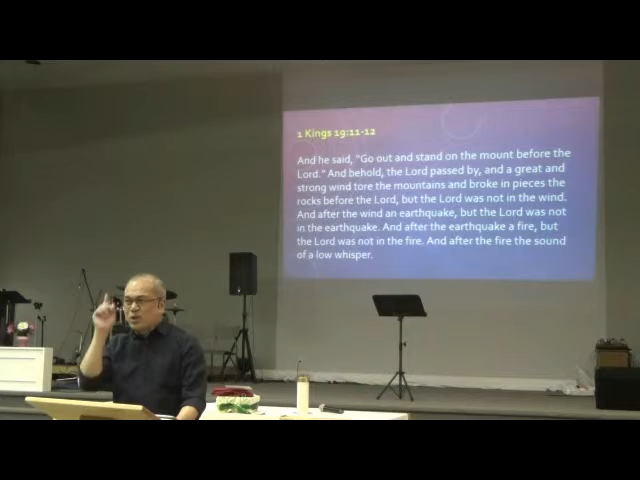 1 Kings 19:11-12
And he said, "Go out and stand on the mount before the
Lord." And behold, the Lord passed by, and a great and
strong wind tore the mountains and broke in pieces the
rocks before the Lord, but the Lord was not in the wind.
And after the wind an earthquake, but the Lord was not
in the earthquake. And after the earthquake a fire, but
the Lord was not in the fire. And after the fire the sound
of a low whisper.